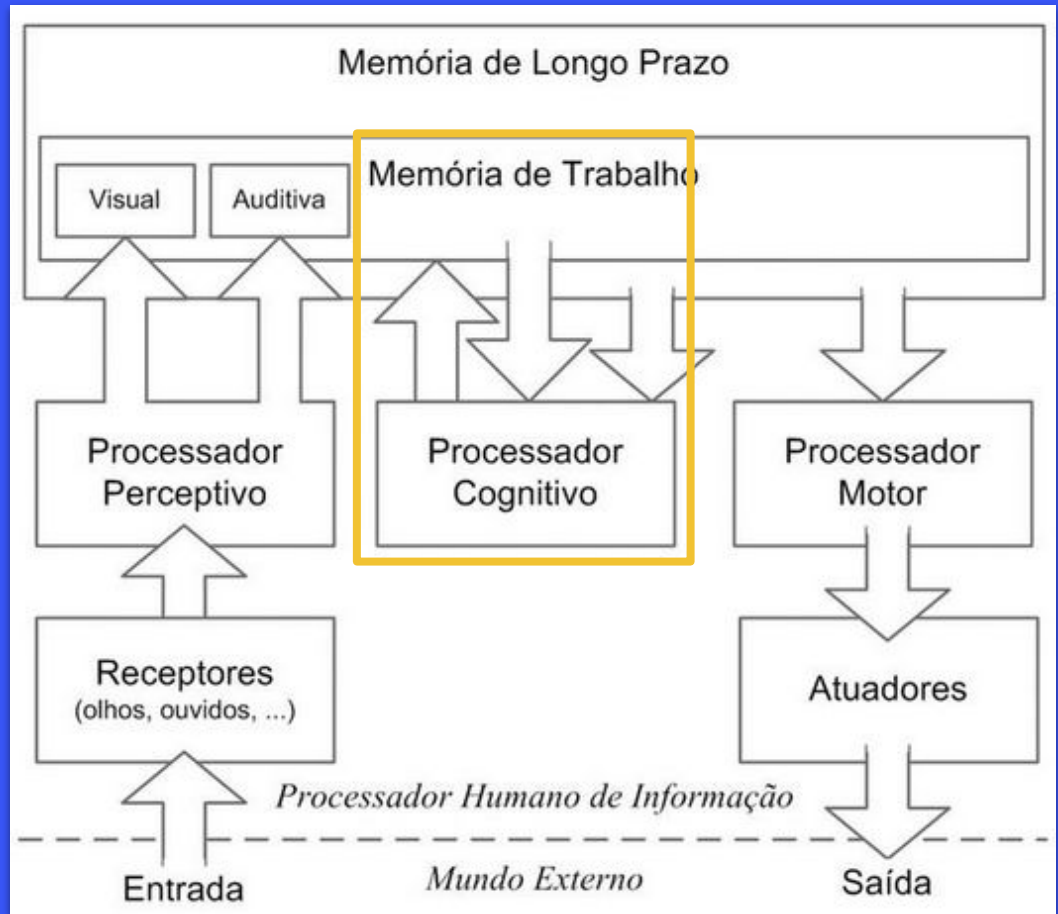 Memória de Longo Prazo
Memória de Trabalho
Visual
Auditiva
Processador
Perceptivo
Processador
Cognitivo
Processador
Motor
Receptores
(olhos, ouvidos, ...)
Atuadores
Processador Humano de Informação
Entrada
Mundo Externo
Saída